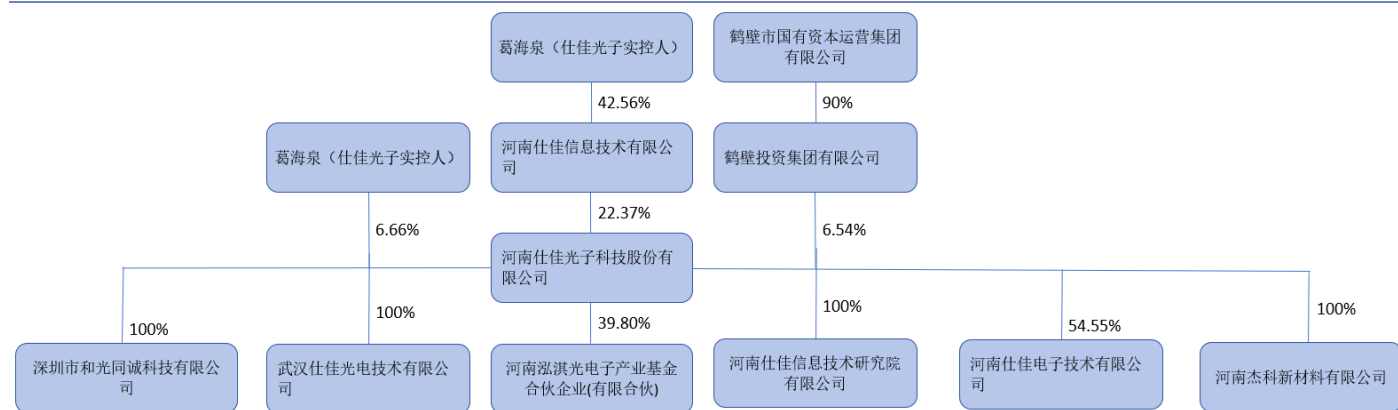 葛海泉（仕佳光子实控人）
鹤壁市国有资本运营集团
有限公司
42.56%
90%
葛海泉（仕佳光子实控人）
河南仕佳信息技术有限公
司
鹤壁投资集团有限公司
6.66%
22.37%
6.54%
河南仕佳光子科技股份有
限公司
100%
100%
39.80%
100%
54.55%
100%
深圳市和光同诚科技有限公
司
武汉仕佳光电技术有限公
司
河南泓淇光电子产业基金
合伙企业(有限合伙)
河南仕佳信息技术研究院
有限公司
河南仕佳电子技术有限公
司
河南杰科新材料有限公司